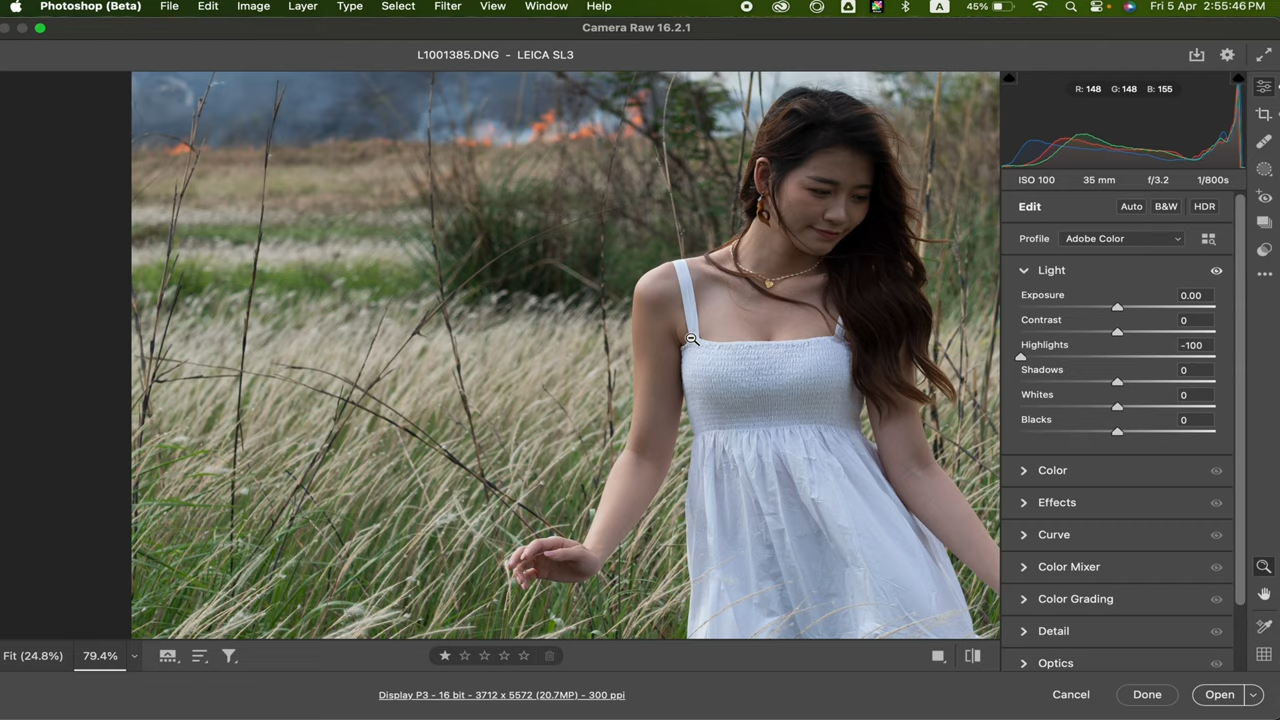 Photoshop (Beta) File Edit Image Layer Type Select Filter View Window Help A 45% Fri 5 Apr 2:55:46 PM
Camera Raw 16.2.1
L1001385.DNG - LEICA SL3
R: 148 G: 148 B: 155
ISO 100 35 mm f/3.2 1/800s
Edit Auto B&W HDR
Profile Adobe Color
Light
Exposure 0.00
Contrast 0
Highlights -100
Shadows 0
Whites 0
Blacks 0
Color
Effects
Curve
Color Mixer
Color Grading
Detail
Optics
Fit (24.8%) 79.4%
Display P3 - 16 bit - 3712 x 5572 (20.7MP) - 300 ppi
Cancel Done Open